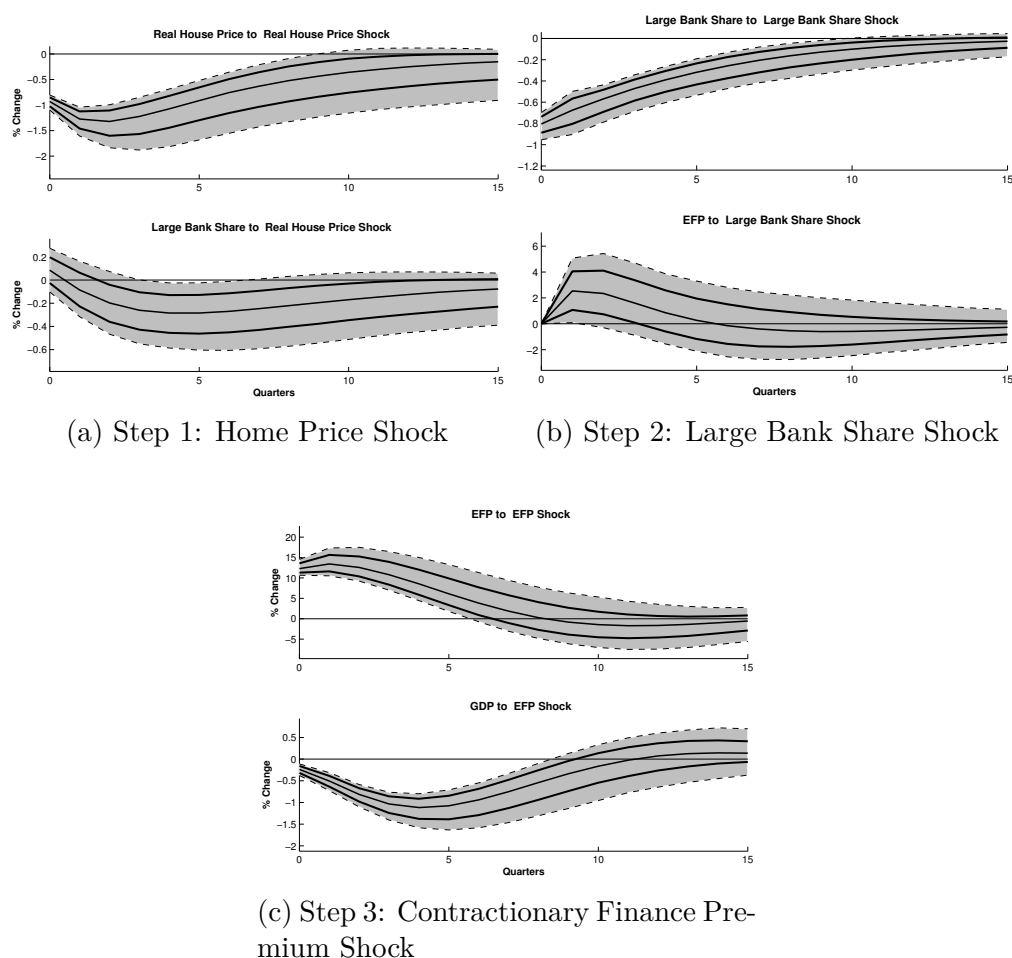 Real House Price to Real House Price Shock
% Change
0
−0.5
−1
−1.5
−2
0 5 10 15
Large Bank Share to Real House Price Shock
% Change
0.2
0
−0.2
−0.4
−0.6
0 5 10 15
Quarters
(a) Step 1: Home Price Shock
Large Bank Share to Large Bank Share Shock
0
−0.2
−0.4
−0.6
−0.8
−1
−1.2
0 5 10 15
EFP to Large Bank Share Shock
6
4
2
0
−2
0 5 10 15
(b) Step 2: Large Bank Share Shock
EFP to EFP Shock
% Change
20
15
10
5
0
−5
0 5 10 15
GDP to EFP Shock
% Change
0.5
0
−0.5
−1
−1.5
−2
0 5 10 15
Quarters
(c) Step 3: Contractionary Finance Pre-
mium Shock